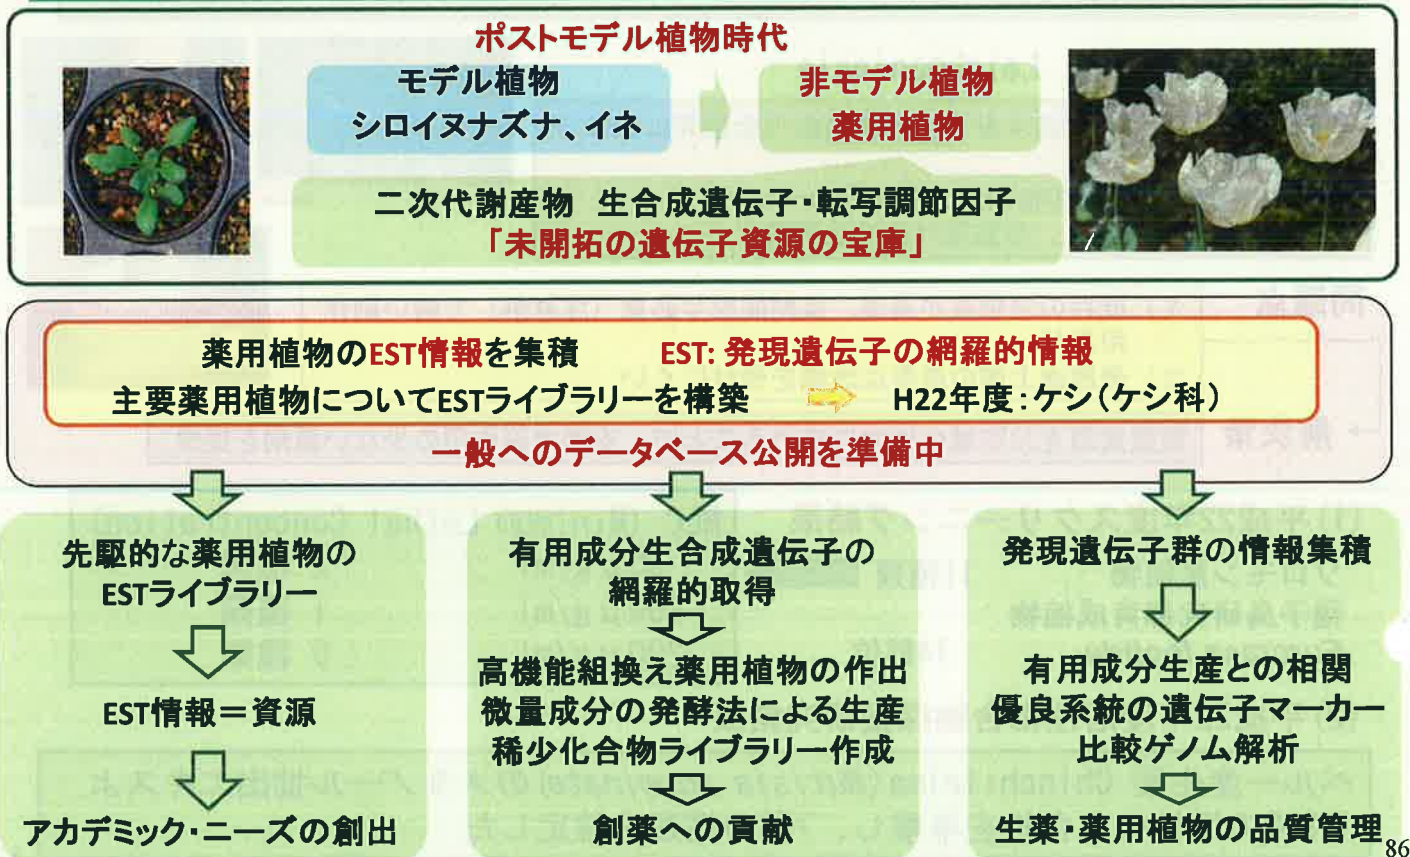 ポストモデル植物時代
モデル植物
シロイヌナズナ、イネ
非モデル植物
薬用植物
二次代謝産物 生合成遺伝子・転写調節因子
「未開拓の遺伝子資源の宝庫」
薬用植物のEST情報を集積 EST: 発現遺伝子の網羅的情報
主要薬用植物についてESTライブラリーを構築 H22年度:ケシ(ケシ科)
一般へのデータベース公開を準備中
先駆的な薬用植物の
ESTライブラリー
EST情報=資源
アカデミック・ニーズの創出
有用成分生合成遺伝子の
網羅的取得
高機能組換え薬用植物の作出
微量成分の発酵法による生産
稀少化合物ライブラリー作成
創薬への貢献
発現遺伝子群の情報集積
有用成分生産との相関
優良系統の遺伝子マーカー
比較ゲノム解析
生薬・薬用植物の品質管理
86